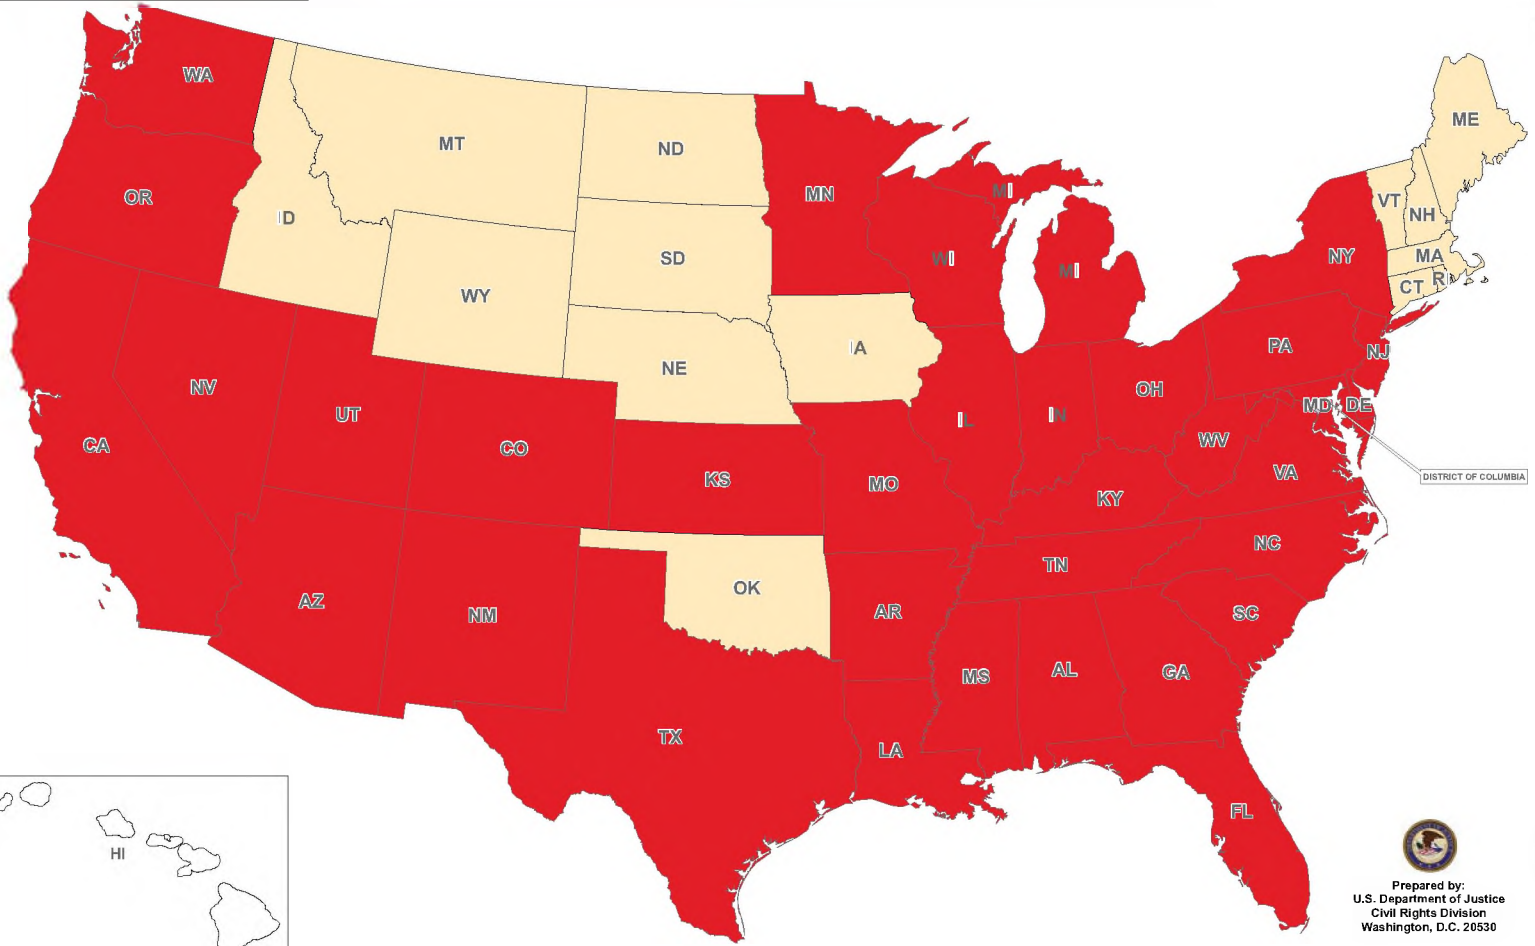 WA
ME
MT
ND
OR
MN
MI
VT
NH
ID
SD
WI
MI
NY
MA
WY
CT
RI
IA
PA
NJ
NE
NV
OH
UT
IL
IN
MD
DE
CA
CO
WV
KS
MO
VA
DISTRICT OF COLUMBIA
KY
NC
TN
OK
AZ
NM
AR
SC
MS
AL
GA
TX
LA
FL
HI
Prepared by:
U.S. Department of Justice
Civil Rights Division
Washington, D.C. 20530